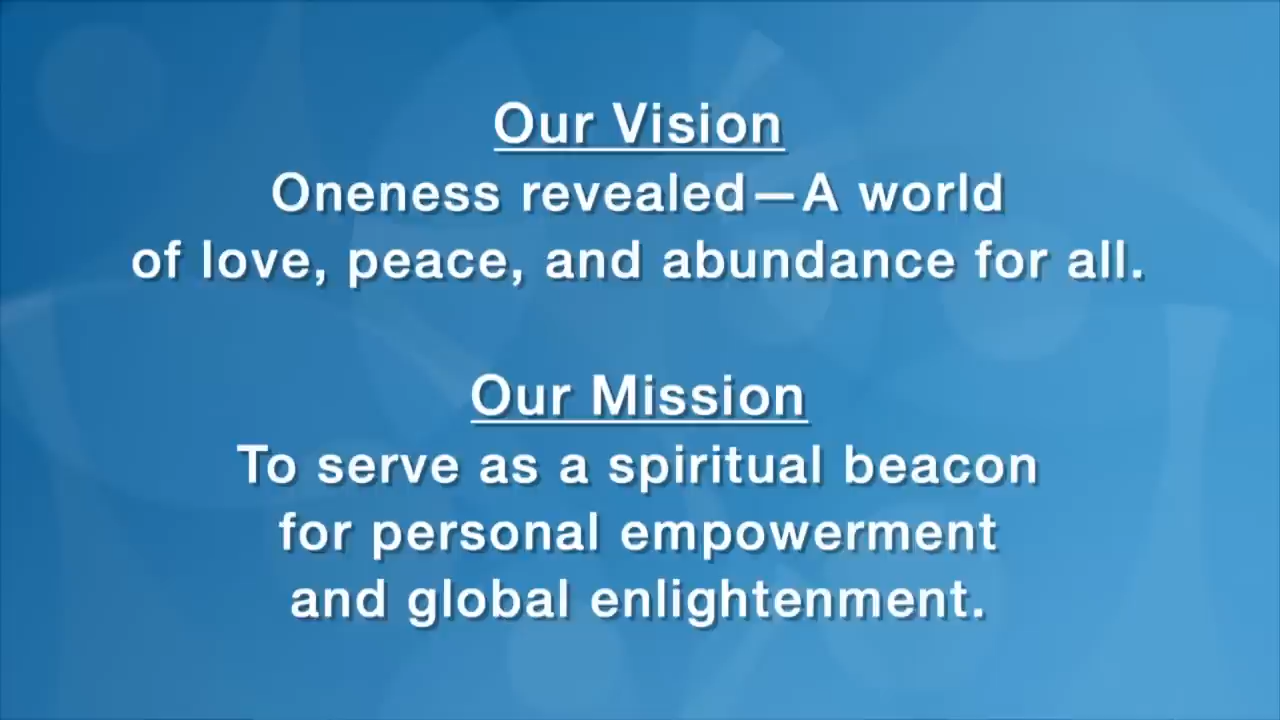 Our Vision
Oneness revealed—A world
of love, peace, and abundance for all.
Our Mission
To serve as a spiritual beacon
for personal empowerment
and global enlightenment.